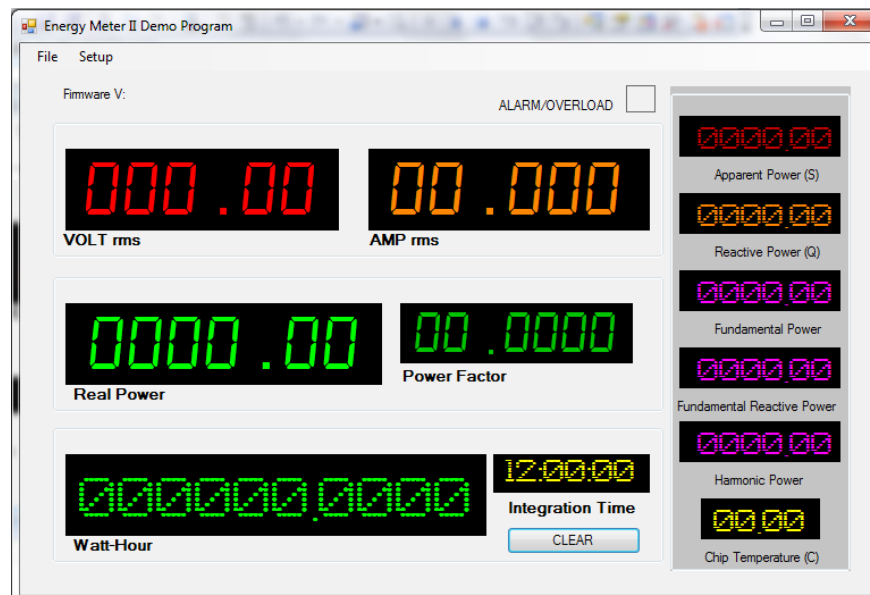 Energy Meter II Demo Program
File Setup
Firmware V:
ALARM/OVERLOAD
000.00
VOLT rms
00.000
AMP rms
0000.00
Real Power
00.0000
Power Factor
000000.0000
Watt-Hour
12:00:00
Integration Time
CLEAR
0000.00
Apparent Power (S)
0000.00
Reactive Power (Q)
0000.00
Fundamental Power
0000.00
Fundamental Reactive Power
0000.00
Harmonic Power
00.00
Chip Temperature (C)